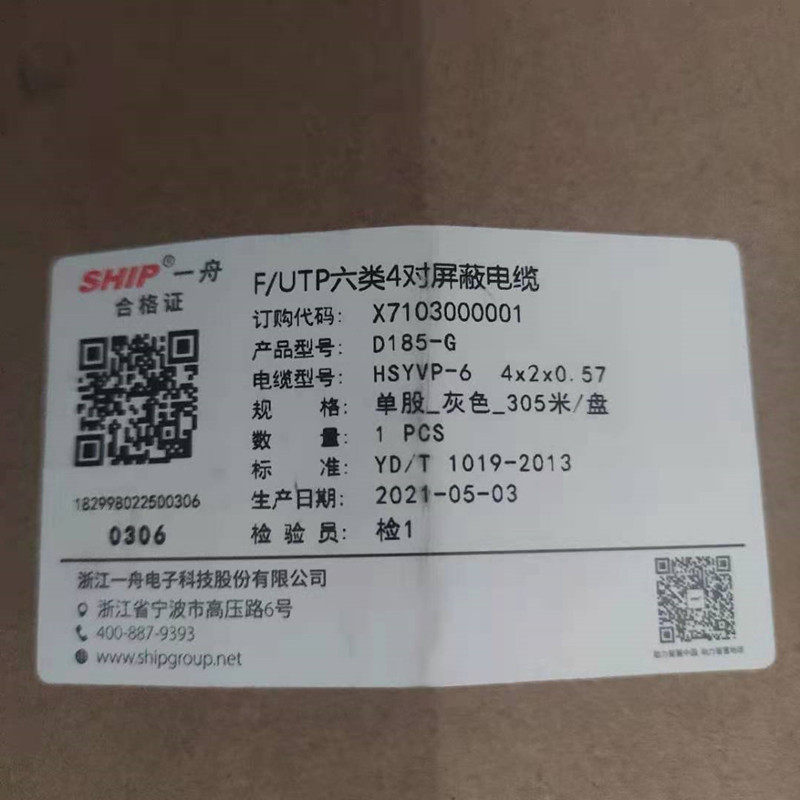 SHIP®一舟
合格证
182998022500306
0306
F/UTP六类4对屏蔽电缆
订购代码: X7103000001
产品型号: D185-G
电缆型号: HSYVP-6 4x2x0.57
规 格: 单股_灰色_305米/盘
数 量: 1 PCS
标 准: YD/T 1019-2013
生产日期: 2021-05-03
检 验 员: 检1
浙江一舟电子科技股份有限公司
浙江省宁波市高压路6号
400-887-9393
www.shipgroup.net